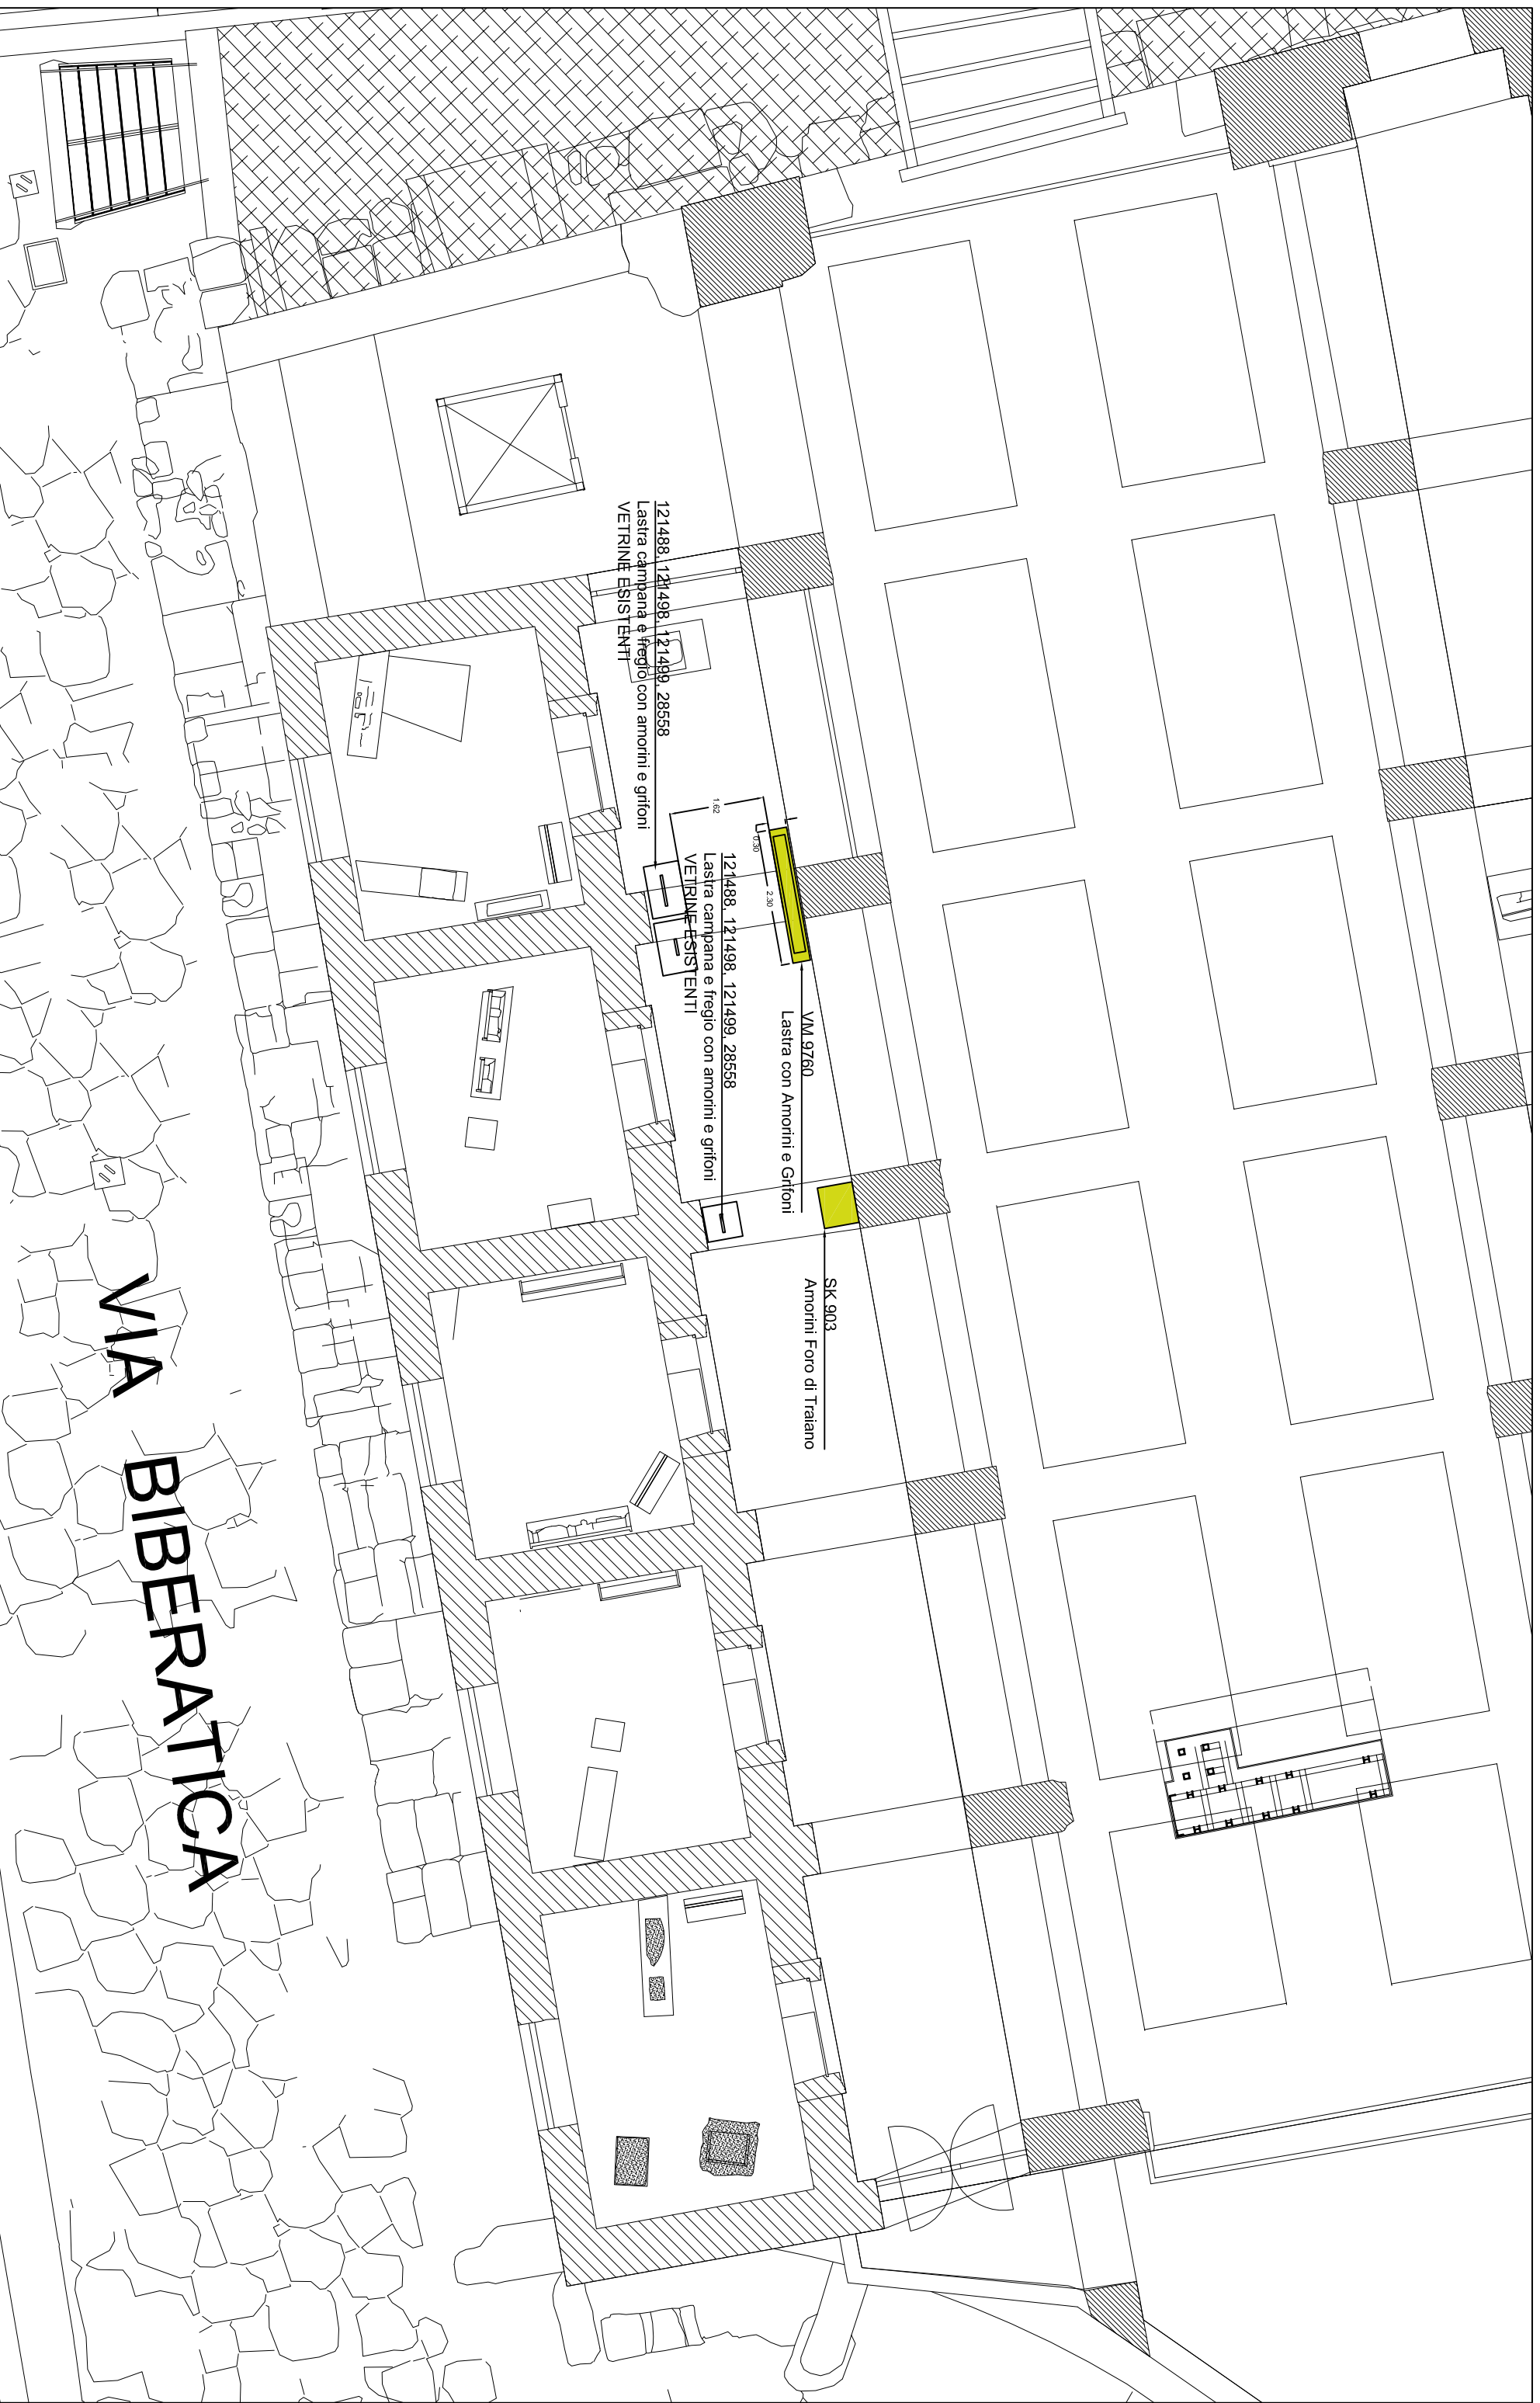 121488, 121498, 121499, 28558
Lastra campana e fregio con amorini e grifoni
VETRINE ESISTENTI
1.62
0.30
2.30
121488, 121498, 121499, 28558
Lastra campana e fregio con amorini e grifoni
VETRINE ESISTENTI
VM 9760
Lastra con Amorini e Grifoni
SK 903
Amorini Foro di Traiano
VIA BIBERATICA